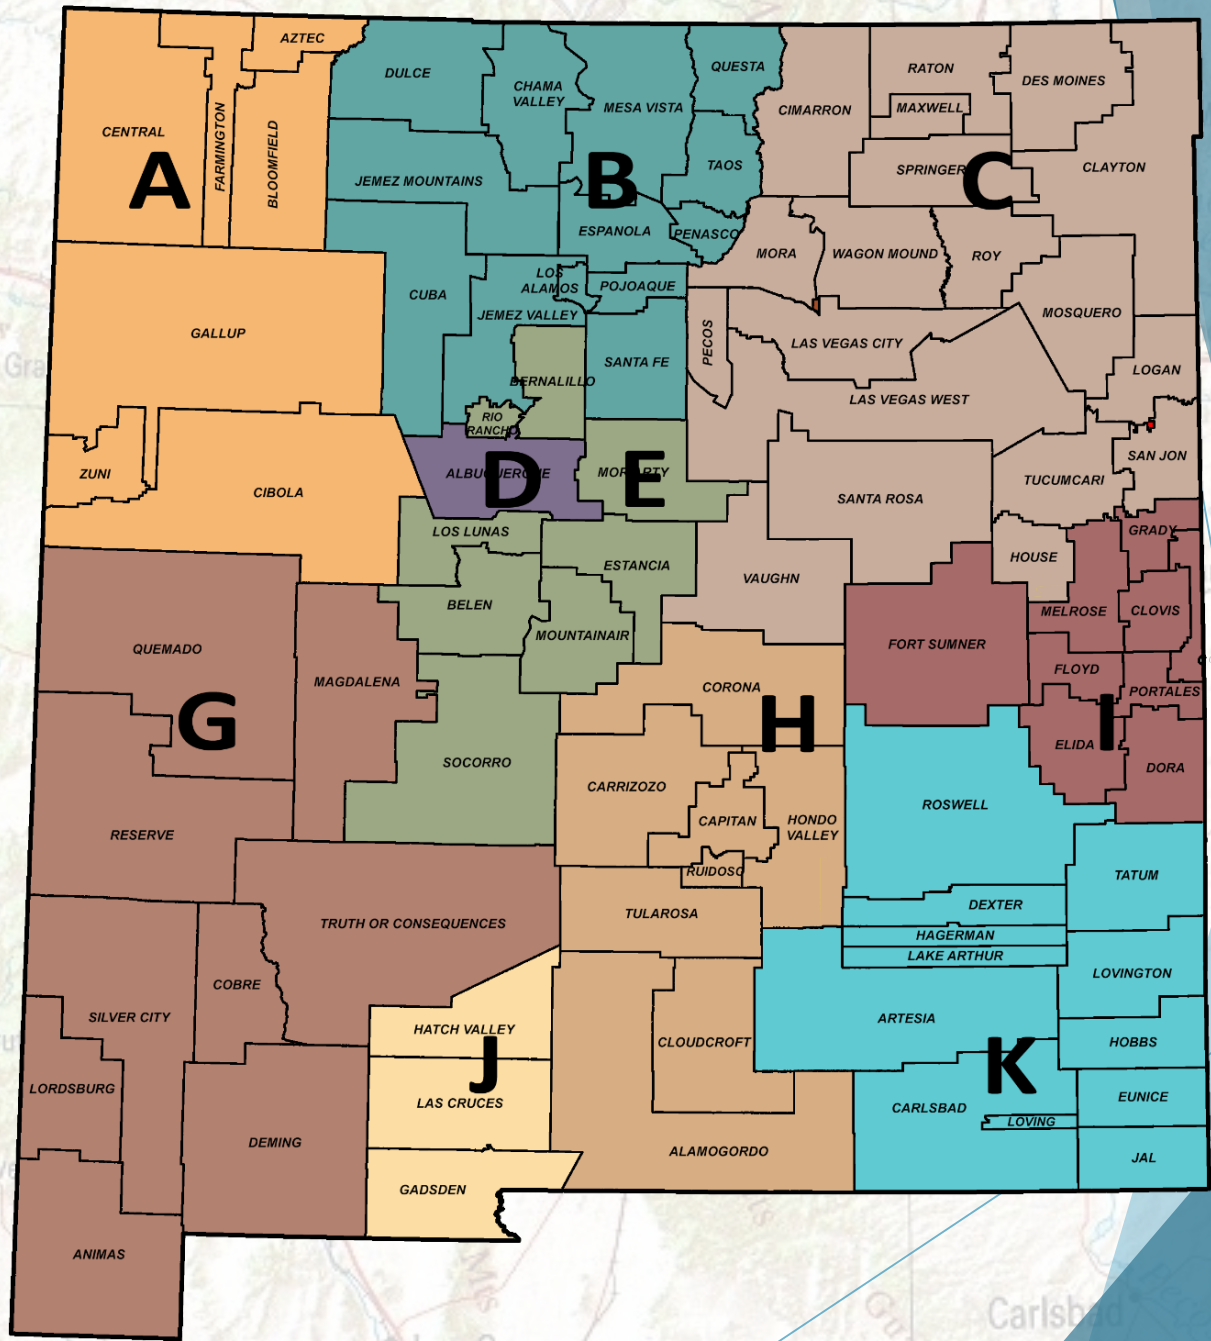 AZTEC
DULCE
CHAMA
VALLEY
MESA VISTA
QUESTA
CIMARRON
RATON
MAXWELL
DES MOINES
CENTRAL
FARMINGTON
BLOOMFIELD
A
JEMEZ MOUNTAINS
B
TAOS
SPRINGER
C
CLAYTON
ESPANOLA
PENASCO
MORA
WAGON MOUND
ROY
CUBA
LOS
ALAMOS
POJOAQUE
JEMEZ VALLEY
MOSQUERO
GALLUP
PECOS
LAS VEGAS CITY
SANTA FE
BERNALILLO
LOGAN
LAS VEGAS WEST
RIO
RANCHO
ZUNI
CIBOLA
ALBUQUERQUE
D
MORIARTY
E
SANTA ROSA
TUCUMCARI
SAN JON
LOS LUNAS
GRADY
HOUSE
ESTANCIA
VAUGHN
BELEN
MOUNTAINAIR
MELROSE
CLOVIS
QUEMADO
FORT SUMNER
FLOYD
MAGDALENA
CORONA
PORTALES
G
H
I
ELIDA
SOCORRO
DORA
CARRIZOZO
CAPITAN
HONDO
VALLEY
ROSWELL
RESERVE
RUIDOSO
TATUM
DEXTER
TULAROSA
TRUTH OR CONSEQUENCES
HAGERMAN
LAKE ARTHUR
LOVINGTON
COBRE
SILVER CITY
HATCH VALLEY
ARTESIA
CLOUDCROFT
HOBBS
J
K
LORDSBURG
LAS CRUCES
CARLSBAD
EUNICE
LOVING
DEMING
ALAMOGORDO
JAL
GADSDEN
ANIMAS
Carlsbad